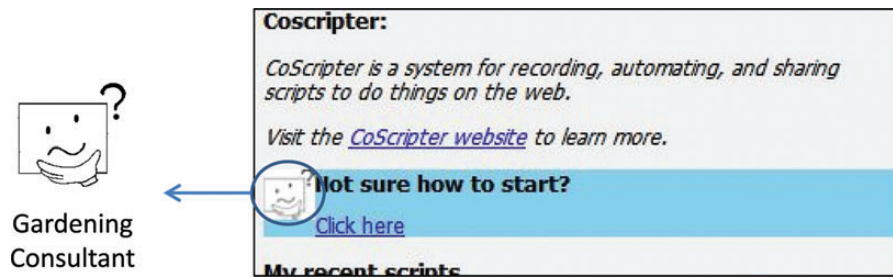 Coscripter:
CoScripter is a system for recording, automating, and sharing
scripts to do things on the web.
Visit the CoScripter website to learn more.
?
?Not sure how to start?
Click here
My recent scripts
Gardening
Consultant